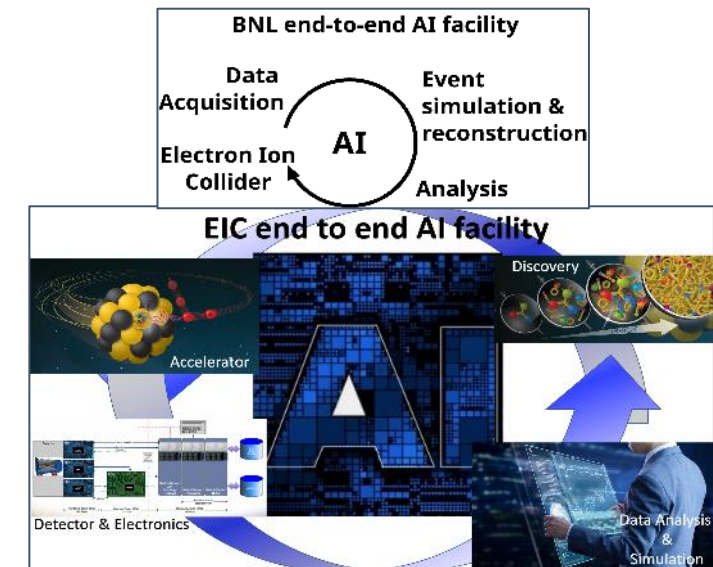 BNL end-to-end AI facility
Data
Acquisition
Event
simulation &
reconstruction
AI
Electron Ion
Collider
Analysis
EIC end to end AI facility
Accelerator
Discovery
AI
Detector & Electronics
Data Analysis
&
Simulation